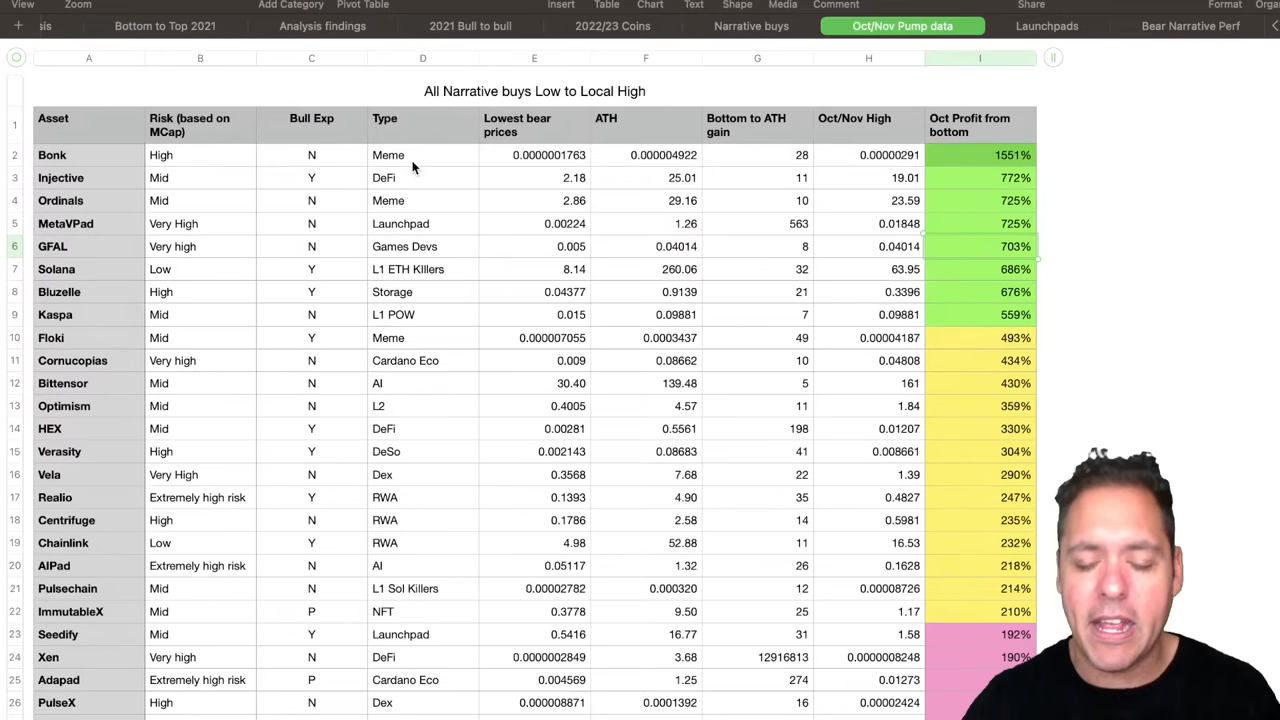 View Zoom Add Category Pivot Table Insert Table Chart Text Shape Media Comment Share Format
sis Bottom to Top 2021 Analysis findings 2021 Bull to bull 2022/23 Coins Narrative buys Oct/Nov Pump data Launchpads Bear Narrative Perf
A B C D E F G H I
All Narrative buys Low to Local High
1 Asset Risk (based on MCap) Bull Exp Type Lowest bear prices ATH Bottom to ATH gain Oct/Nov High Oct Profit from bottom
2 Bonk High N Meme 0.0000001763 0.000004922 28 0.00000291 1551%
3 Injective Mid Y DeFi 2.18 25.01 11 19.01 772%
4 Ordinals Mid N Meme 2.86 29.16 10 23.59 725%
5 MetaVPad Very High N Launchpad 0.00224 1.26 563 0.01848 725%
6 GFAL Very high N Games Devs 0.005 0.04014 8 0.04014 703%
7 Solana Low Y L1 ETH KIllers 8.14 260.06 32 63.95 686%
8 Bluzelle High Y Storage 0.04377 0.9139 21 0.3396 676%
9 Kaspa Mid N L1 POW 0.015 0.09881 7 0.09881 559%
10 Floki Mid Y Meme 0.000007055 0.0003437 49 0.00004187 493%
11 Cornucopias Very high N Cardano Eco 0.009 0.08662 10 0.04808 434%
12 Bittensor Mid N AI 30.40 139.48 5 161 430%
13 Optimism Mid N L2 0.4005 4.57 11 1.84 359%
14 HEX Mid Y DeFi 0.00281 0.5561 198 0.01207 330%
15 Verasity High Y DeSo 0.002143 0.08683 41 0.008661 304%
16 Vela Very High N Dex 0.3568 7.68 22 1.39 290%
17 Realio Extremely high risk Y RWA 0.1393 4.90 35 0.4827 247%
18 Centrifuge High N RWA 0.1786 2.58 14 0.5981 235%
19 Chainlink Low Y RWA 4.98 52.88 11 16.53 232%
20 AIPad Extremely high risk N AI 0.05117 1.32 26 0.1628 218%
21 Pulsechain Mid N L1 Sol Killers 0.00002782 0.000320 12 0.00008726 214%
22 ImmutableX Mid P NFT 0.3778 9.50 25 1.17 210%
23 Seedify Mid Y Launchpad 0.5416 16.77 31 1.58 192%
24 Xen Very high N DeFi 0.0000002849 3.68 12916813 0.0000008248 190%
25 Adapad Extremely high risk P Cardano Eco 0.004569 1.25 274 0.01273
26 PulseX High N Dex 0.000008871 0.0001392 16 0.00002424